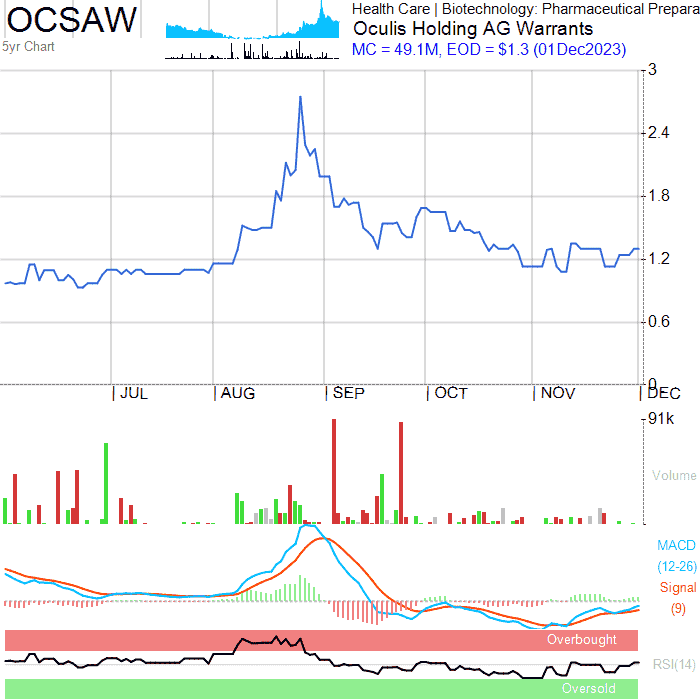 OCSAW
5yr Chart
Health Care | Biotechnology: Pharmaceutical Prepara
Oculis Holding AG Warrants
MC = 49.1M, EOD = $1.3 (01Dec2023)
3
2.4
1.8
1.2
0.6
0
JUL
AUG
SEP
OCT
NOV
DEC
91k
Volume
MACD
(12-26)
Signal
(9)
Overbought
RSI(14)
Oversold